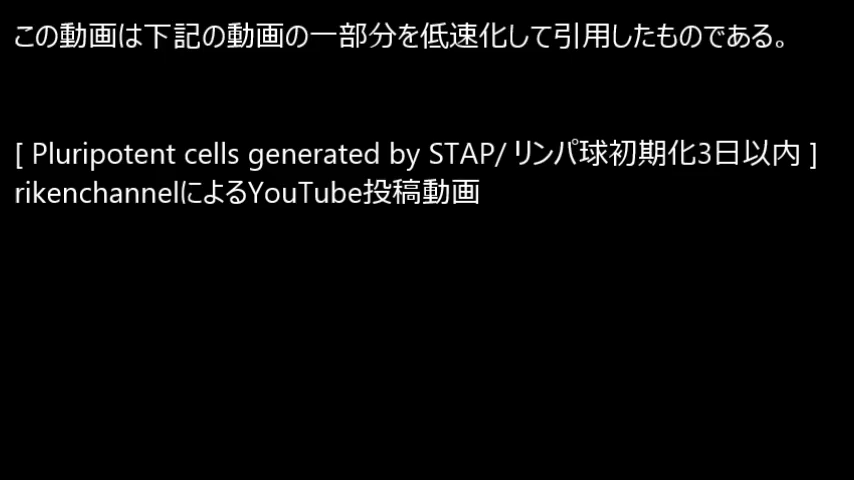 この動画は下記の動画の一部分を低速化して引用したものである。
[ Pluripotent cells generated by STAP/ リンパ球初期化3日以内 ]
rikenchannelによるYouTube投稿動画